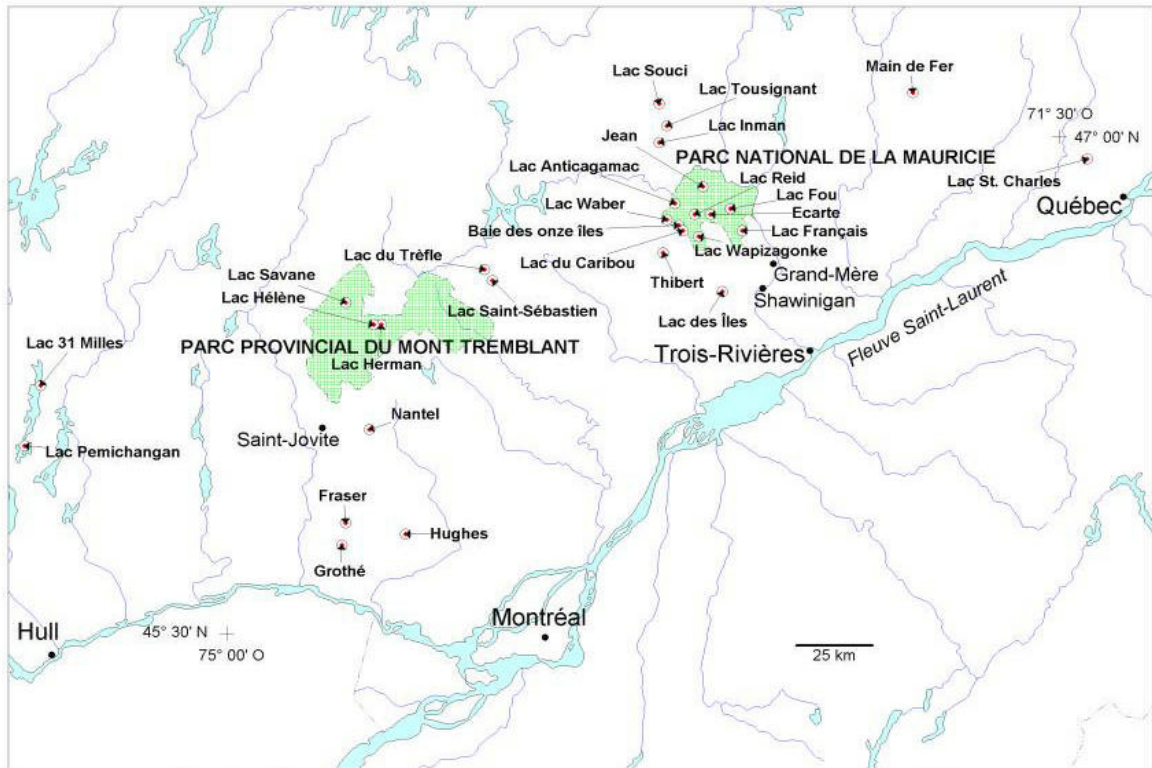 Lac Souci
Main de Fer
Lac Tousignant
71° 30' O
Lac Inman
47° 00' N
Jean
PARC NATIONAL DE LA MAURICIE
Lac Anticagamac
Lac Reid
Lac St. Charles
Lac Fou
Lac Waber
Ecarte
Québec
Baie des onze îles
Lac Français
Lac Wapizagonke
Lac du Trèfle
Lac du Caribou
Grand-Mère
Lac Savane
Thibert
Shawinigan
Lac Hélène
Lac Saint-Sébastien
Lac des Îles
Fleuve Saint-Laurent
Lac 31 Milles
PARC PROVINCIAL DU MONT TREMBLANT
Trois-Rivières
Lac Herman
Nantel
Saint-Jovite
Lac Pemichangan
Fraser
Hughes
Grothé
Montréal
Hull
45° 30' N
75° 00' O
25 km